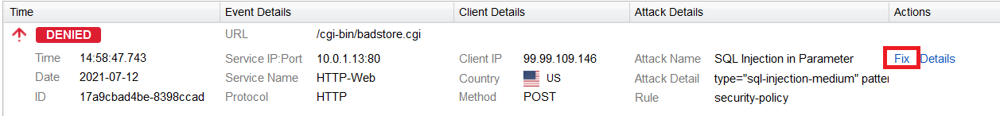 Time Event Details Client Details Attack Details Actions
DENIED URL /cgi-bin/badstore.cgi
Time 14:58:47.743 Service IP:Port 10.0.1.13:80 Client IP 99.99.109.146 Attack Name SQL Injection in Parameter Fix Details
Date 2021-07-12 Service Name HTTP-Web Country US Attack Detail type="sql-injection-medium" patter
ID 17a9cbad4be-8398ccad Protocol HTTP Method POST Rule security-policy